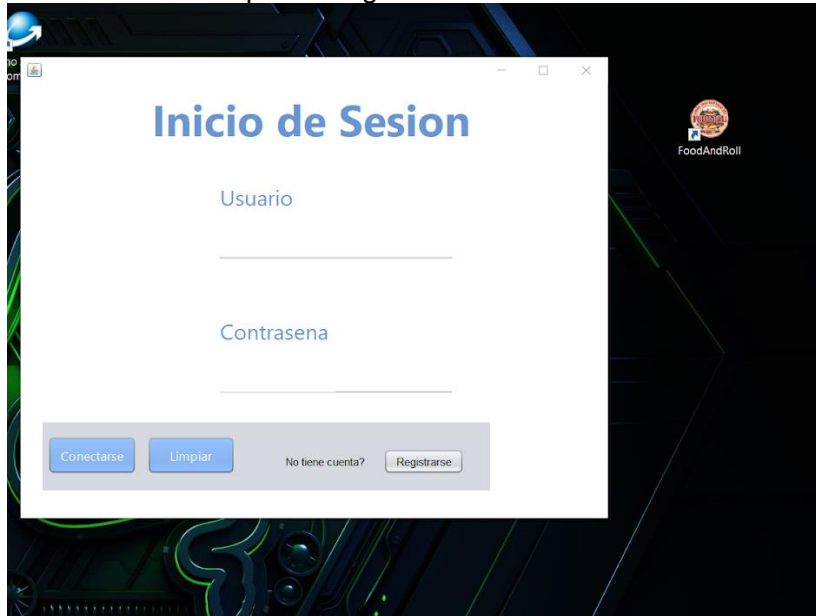 Inicio de Sesion
FoodAndRoll
Usuario
Contrasena
Conectarse
Limpiar
No tiene cuenta?
Registrarse